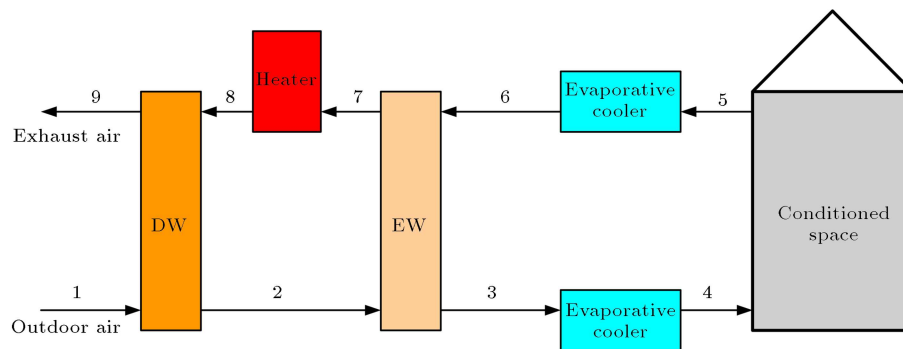 Heater
Evaporative
cooler
9
8
7
6
5
Exhaust air
DW
EW
Conditioned
space
1
2
3
4
Outdoor air
Evaporative
cooler